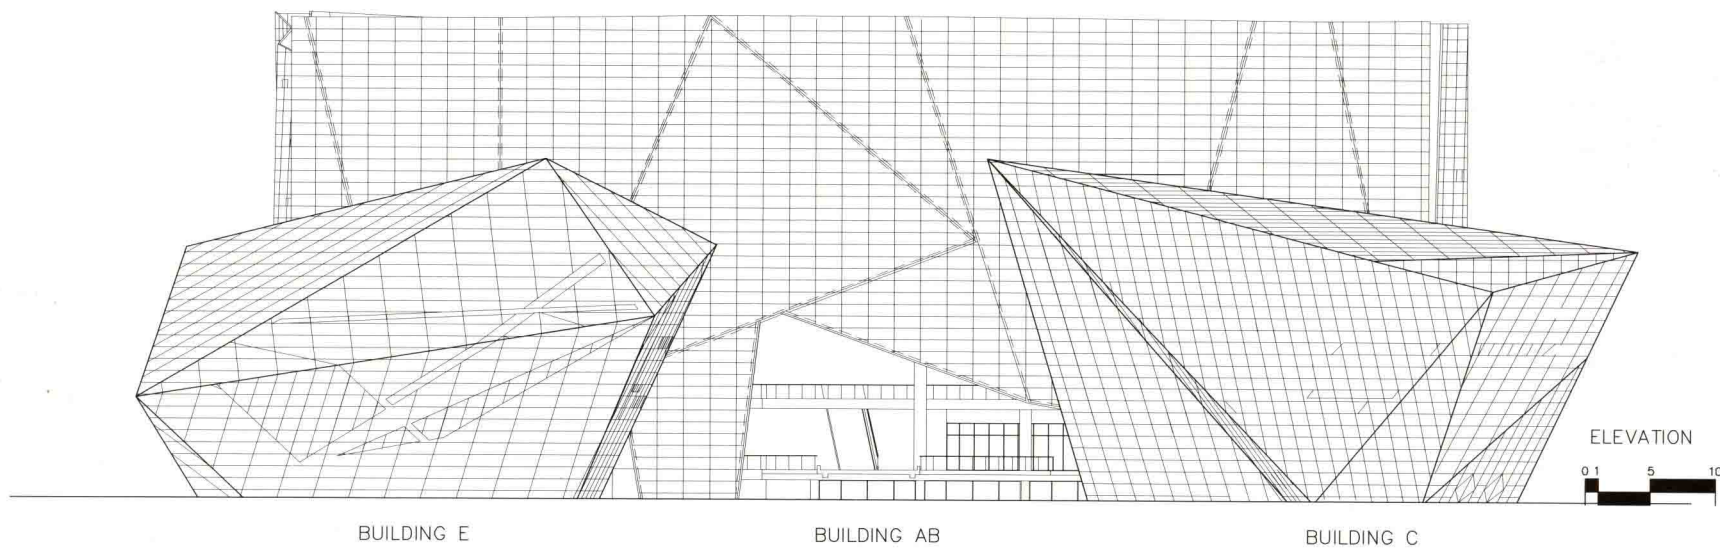 ELEVATION
0 1 5 10
BUILDING E
BUILDING AB
BUILDING C